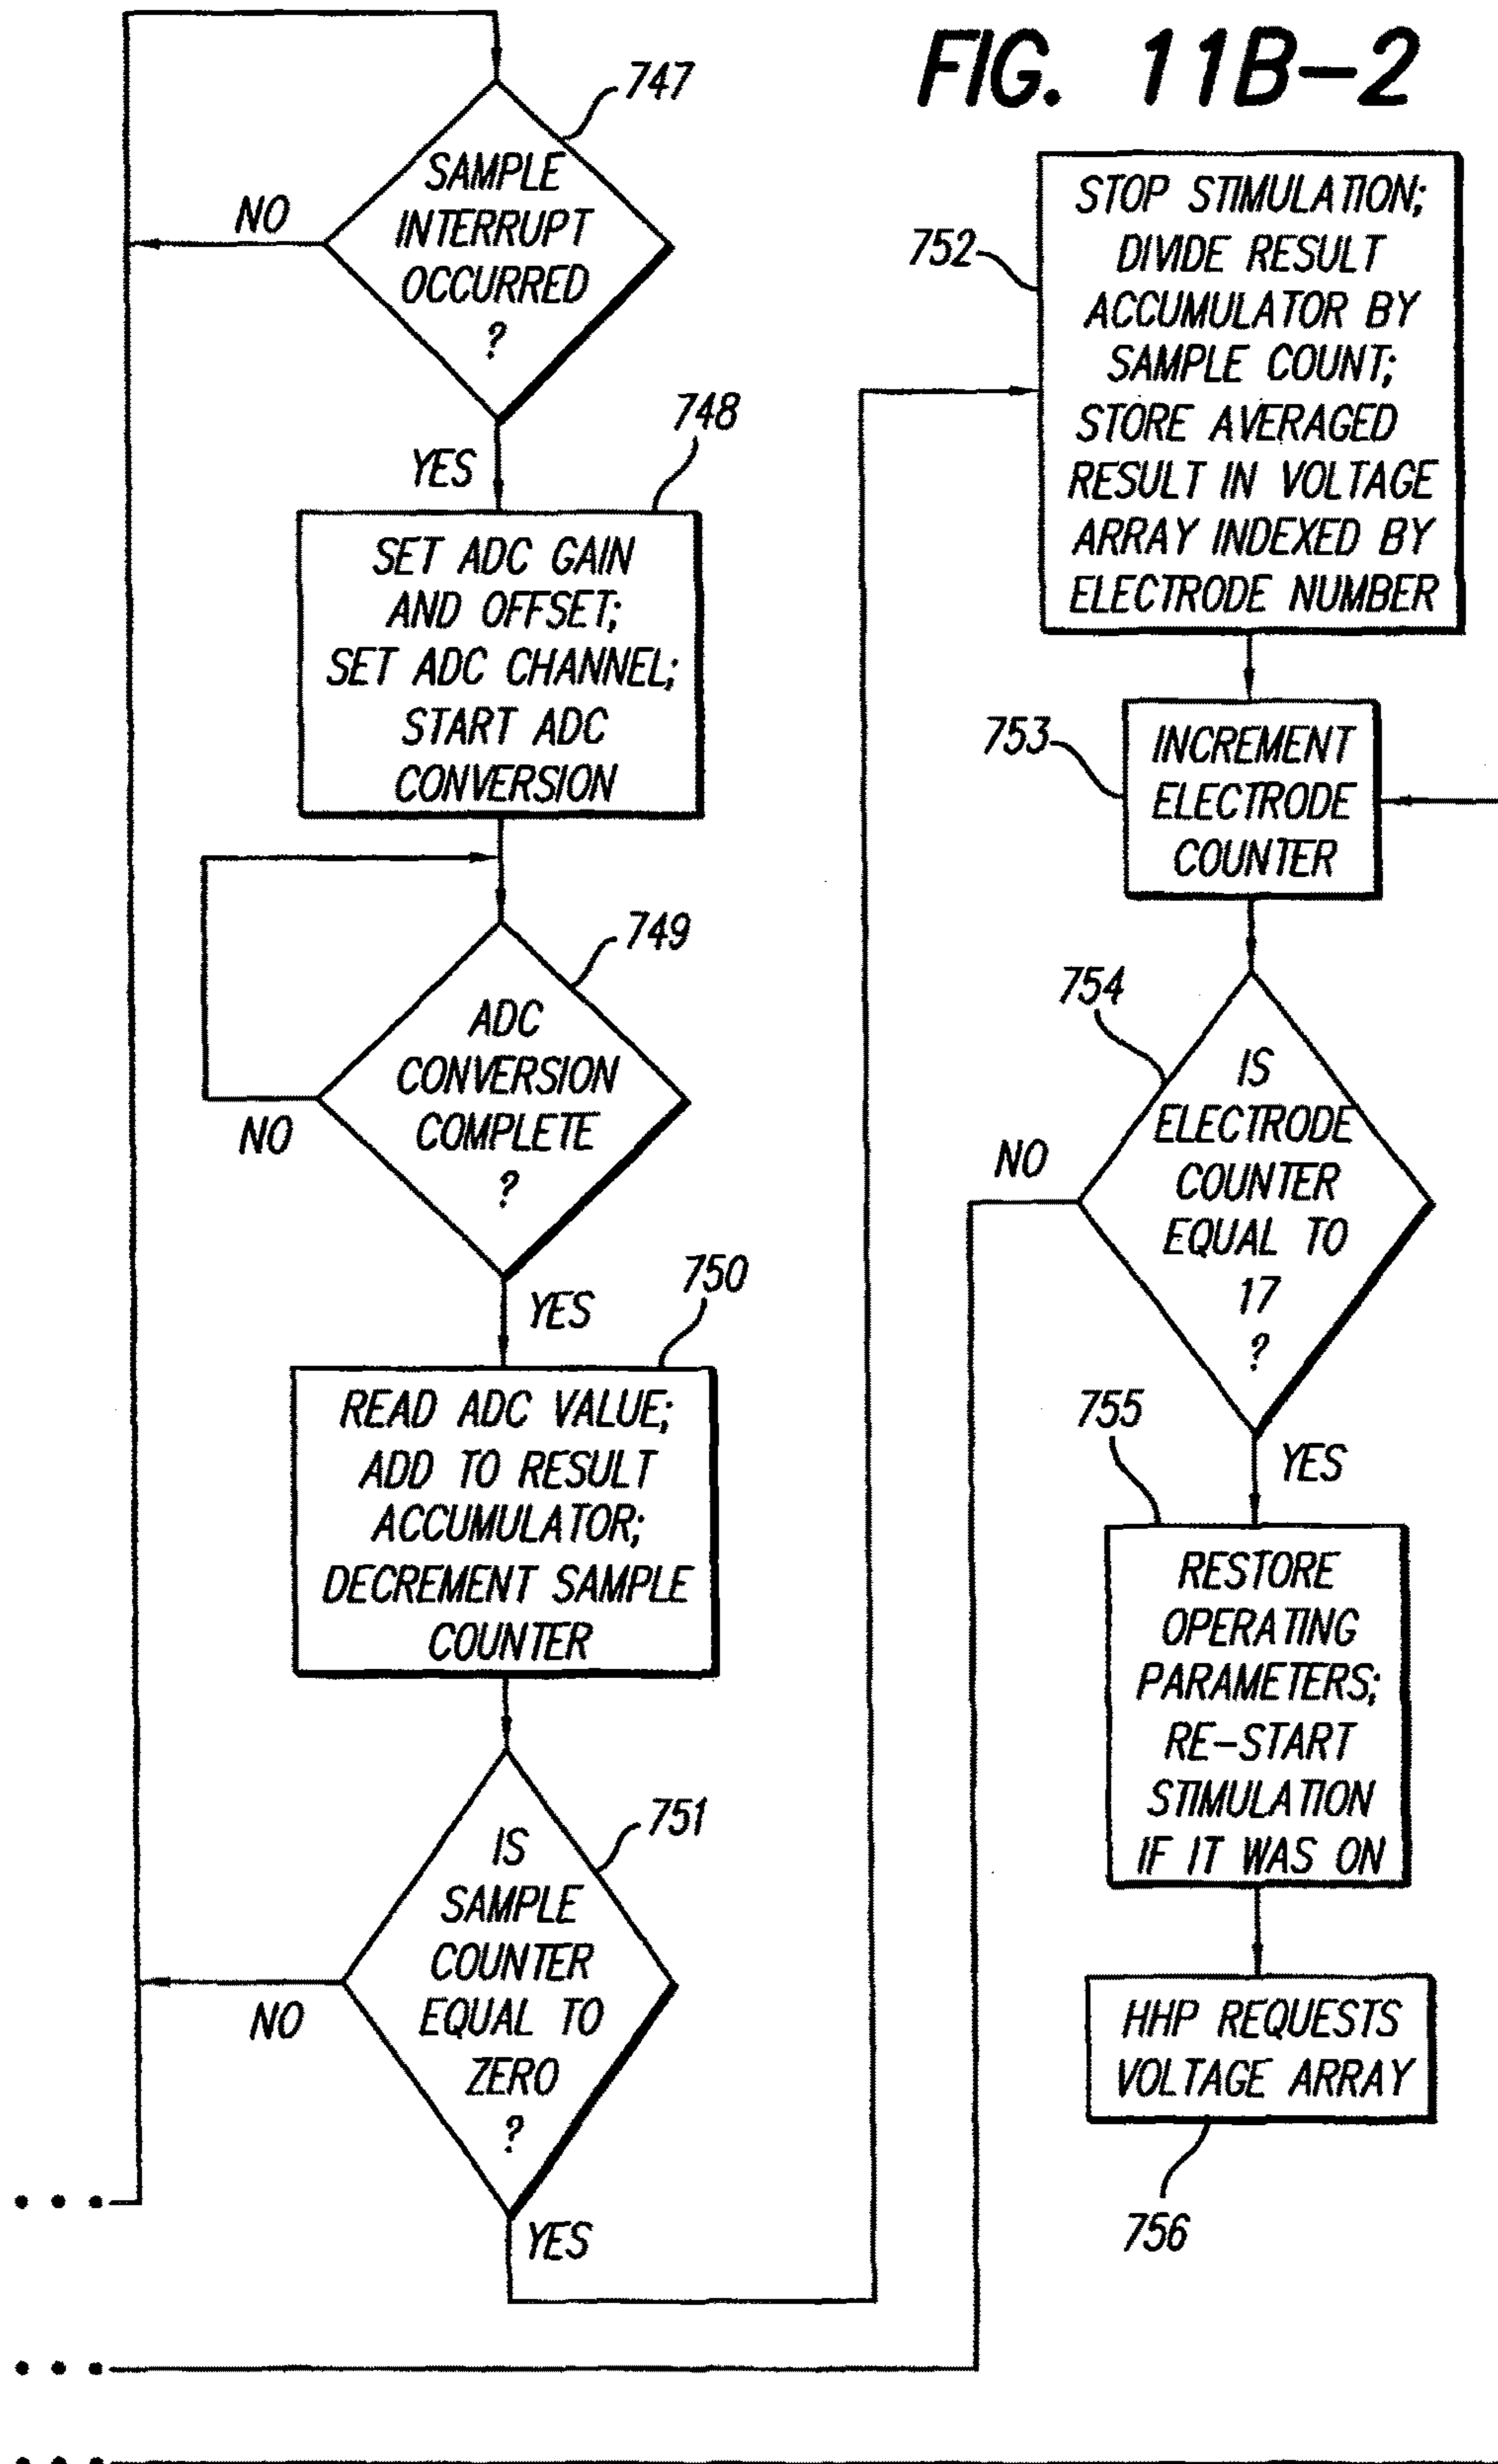 FIG. 11B-2
747
SAMPLE
INTERRUPT
OCCURRED
?
NO
YES
748
SET ADC GAIN
AND OFFSET;
SET ADC CHANNEL;
START ADC
CONVERSION
749
ADC
CONVERSION
COMPLETE
?
NO
YES
750
READ ADC VALUE;
ADD TO RESULT
ACCUMULATOR;
DECREMENT SAMPLE
COUNTER
751
IS
SAMPLE
COUNTER
EQUAL TO
ZERO
?
NO
YES
752
STOP STIMULATION;
DIVIDE RESULT
ACCUMULATOR BY
SAMPLE COUNT;
STORE AVERAGED
RESULT IN VOLTAGE
ARRAY INDEXED BY
ELECTRODE NUMBER
753
INCREMENT
ELECTRODE
COUNTER
754
IS
ELECTRODE
COUNTER
EQUAL TO
17
?
NO
YES
755
RESTORE
OPERATING
PARAMETERS;
RE-START
STIMULATION
IF IT WAS ON
HHP REQUESTS
VOLTAGE ARRAY
756